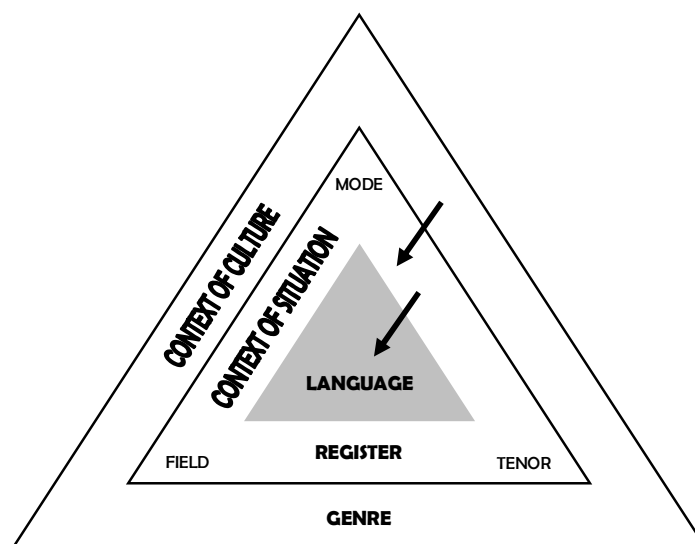 MODE
CONTEXT OF CULTURE
CONTEXT OF SITUATION
LANGUAGE
REGISTER
FIELD
TENOR
GENRE